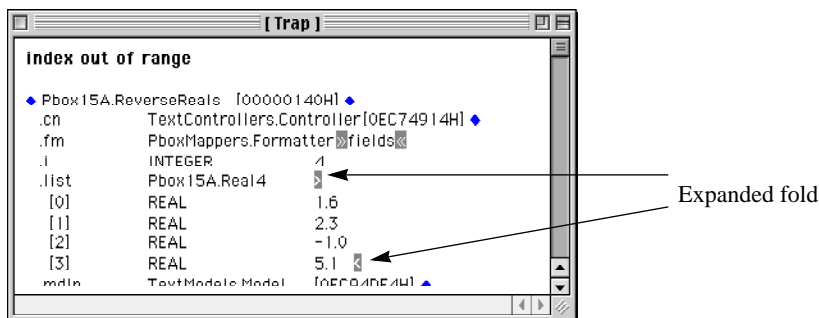 [ Trap ]
index out of range
◆ Pbox15A.ReverseReals [00000140H] ◆
.cn TextControllers.Controller[0EC74914H] ◆
.fm PboxMappers.Formatter»fields«
.i INTEGER 4
.list Pbox15A.Real4 >
[0] REAL 1.6
[1] REAL 2.3
[2] REAL -1.0
[3] REAL 5.1 <
.mdln TextModels.Model [0EC94DE4H] ◆
Expanded fold